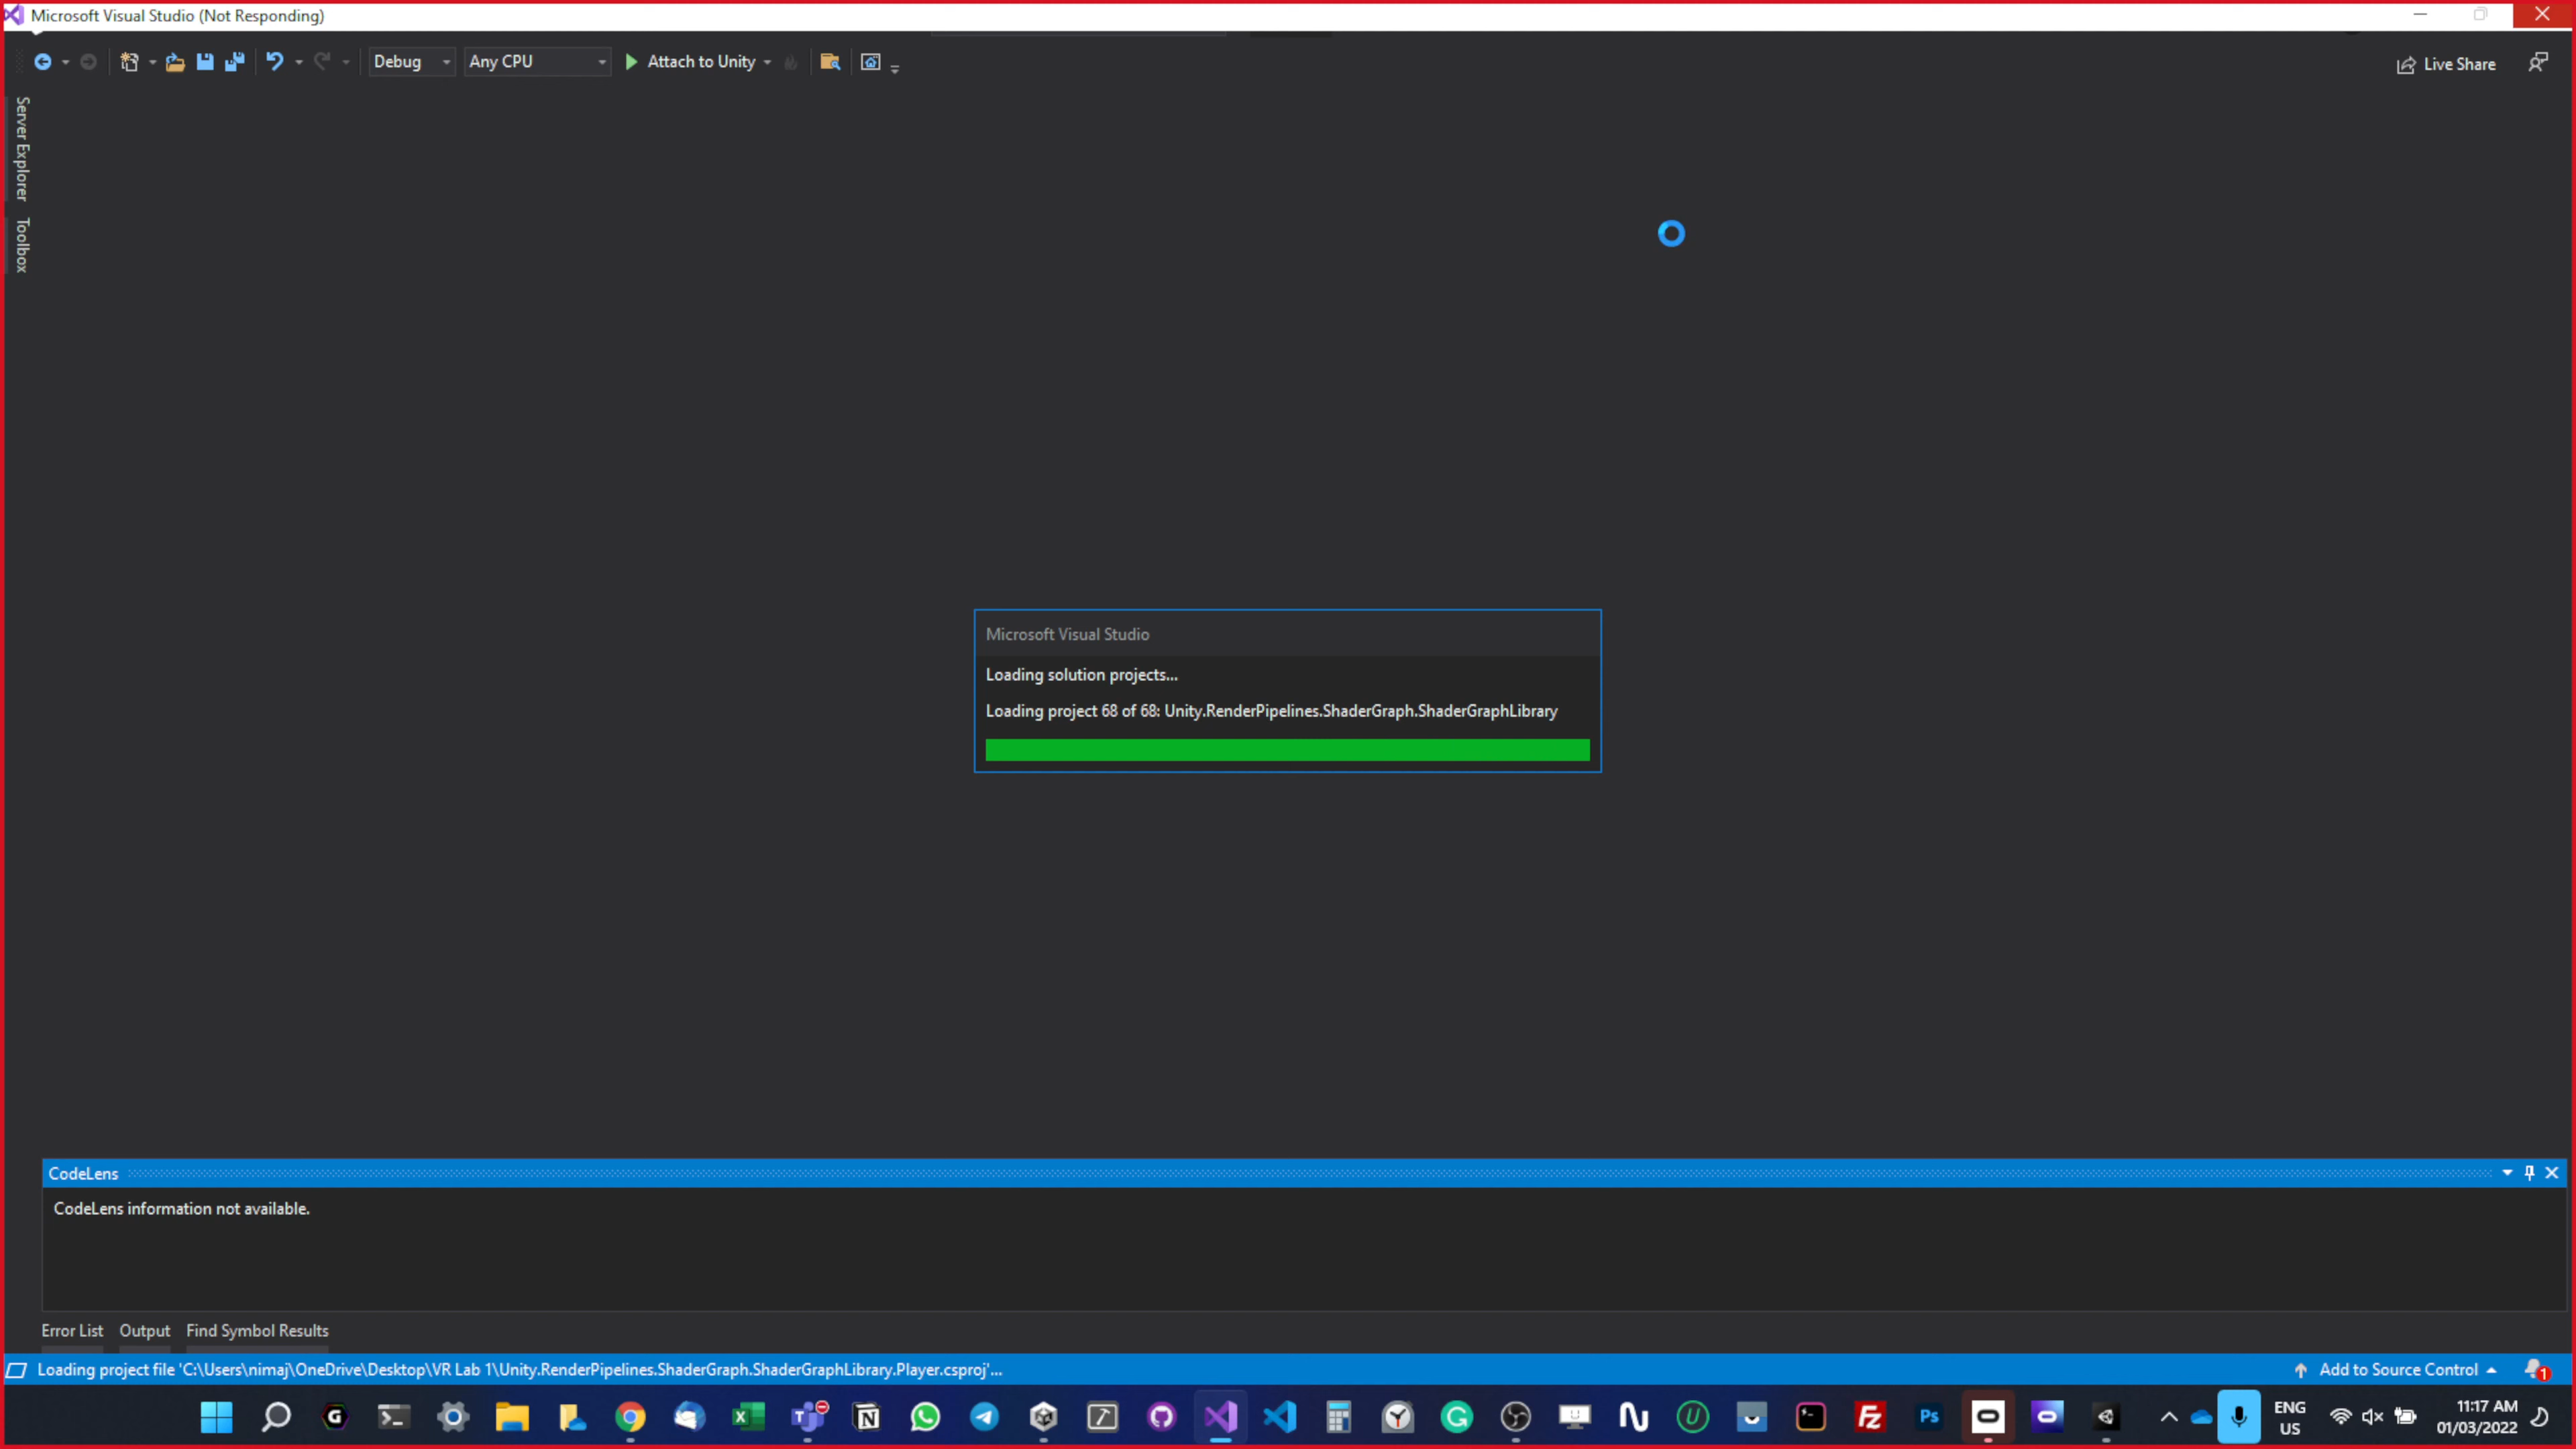 Microsoft Visual Studio (Not Responding)
Debug
Any CPU
Attach to Unity
Live Share
Server Explorer
Toolbox
Microsoft Visual Studio
Loading solution projects...
Loading project 68 of 68: Unity.RenderPipelines.ShaderGraph.ShaderGraphLibrary
CodeLens
CodeLens information not available.
Error List Output Find Symbol Results
Loading project file 'C:\Users\nimaj\OneDrive\Desktop\VR Lab 1\Unity.RenderPipelines.ShaderGraph.ShaderGraphLibrary.Player.csproj'...
Add to Source Control
1
ENG
US
11:17 AM
01/03/2022